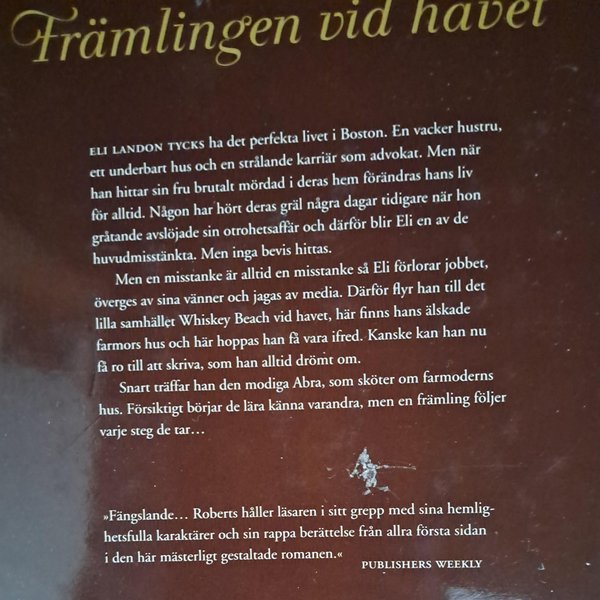 Främlingen vid havet
ELI LANDON TYCKS ha det perfekta livet i Boston. En vacker hustru,
ett underbart hus och en strålande karriär som advokat. Men när
han hittar sin fru brutalt mördad i deras hem förändras hans liv
för alltid. Någon har hört deras gräl några dagar tidigare när hon
gråtande avslöjade sin otrohetsaffär och därför blir Eli en av de
huvudmisstänkta. Men inga bevis hittas.
Men en misstanke är alltid en misstanke så Eli förlorar jobbet,
överges av sina vänner och jagas av media. Därför flyr han till det
lilla samhället Whiskey Beach vid havet, här finns hans älskade
farmors hus och här hoppas han få vara ifred. Kanske kan han nu
få ro till att skriva, som han alltid drömt om.
Snart träffar han den modiga Abra, som sköter om farmoderns
hus. Försiktigt börjar de lära känna varandra, men en främling följer
varje steg de tar…
»Fängslande… Roberts håller läsaren i sitt grepp med sina hemlig-
hetsfulla karaktärer och sin rappa berättelse från allra första sidan
i den här mästerligt gestaltade romanen.«
PUBLISHERS WEEKLY